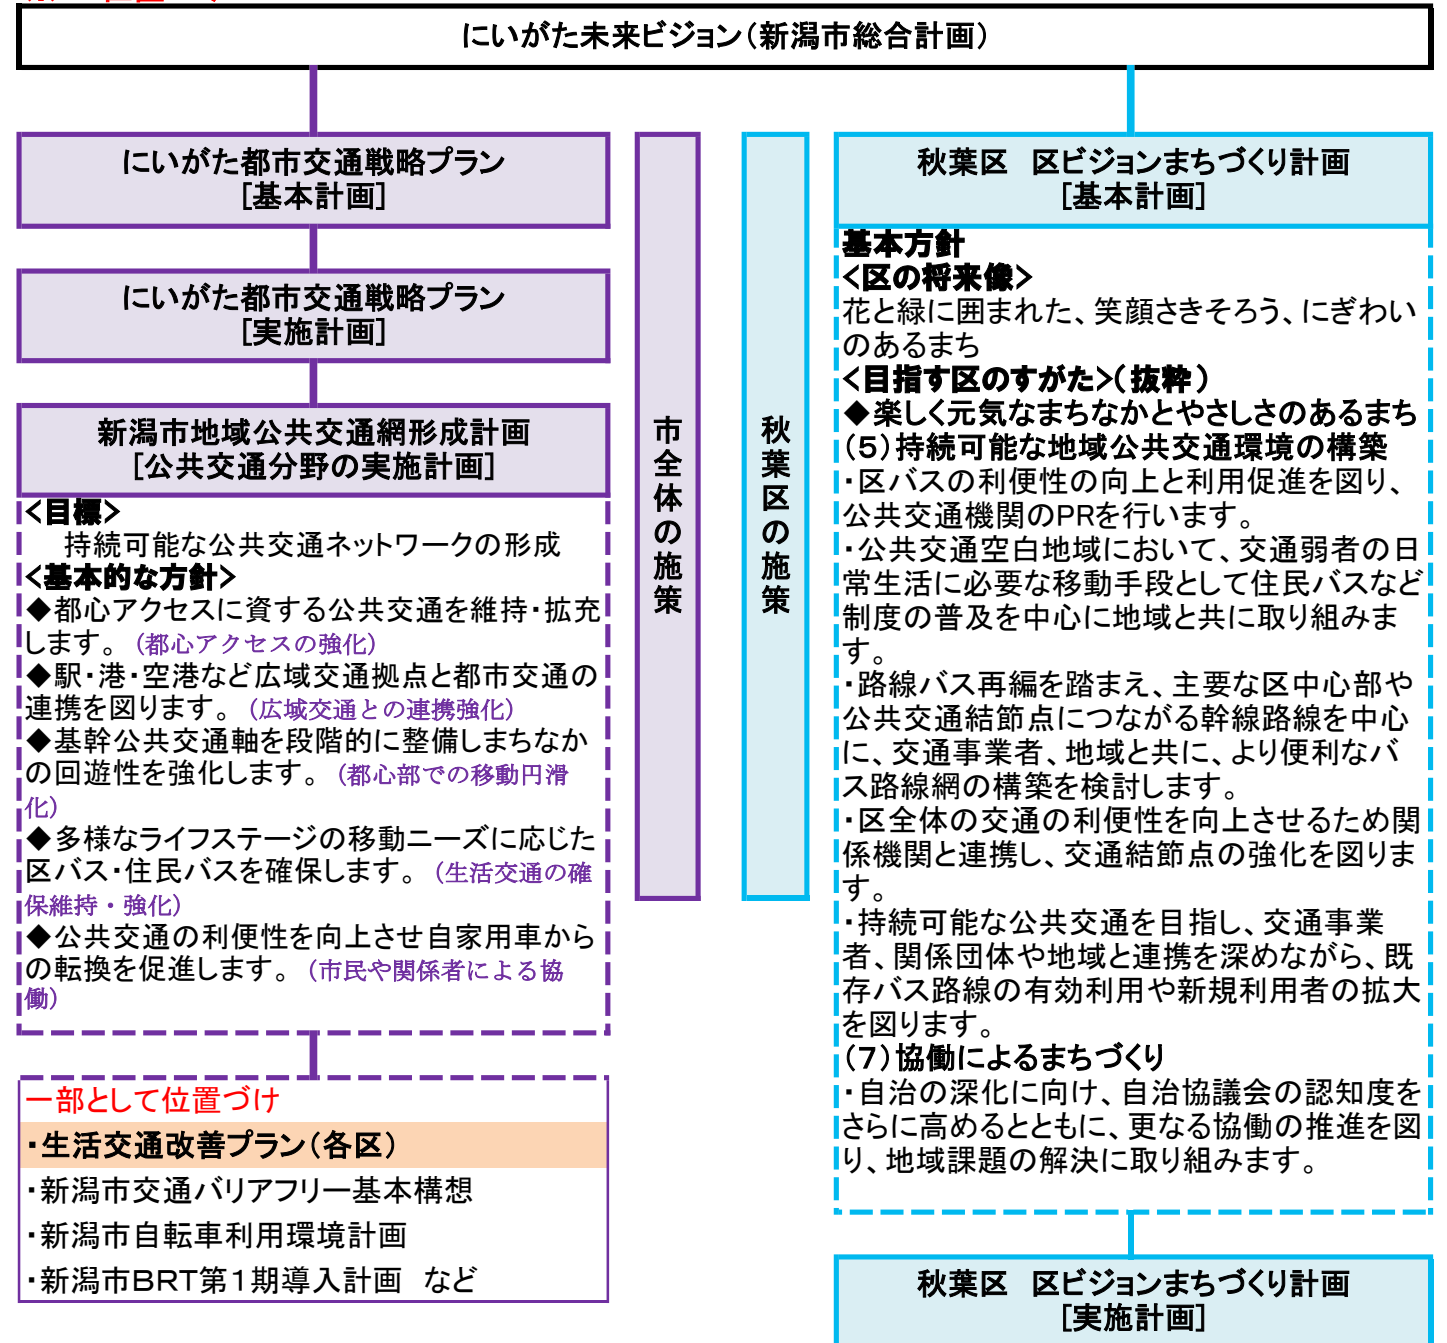 にいがた未来ビジョン（新潟市総合計画）
にいがた都市交通戦略プラン
［基本計画］
にいがた都市交通戦略プラン
［実施計画］
新潟市地域公共交通網形成計画
［公共交通分野の実施計画］
<目標>
持続可能な公共交通ネットワークの形成
<基本的な方針>
◆都心アクセスに資する公共交通を維持・拡充
します。（都心アクセスの強化）
◆駅・港・空港など広域交通拠点と都市交通の
連携を図ります。（広域交通との連携強化）
◆基幹公共交通軸を段階的に整備しまちなか
の回遊性を強化します。（都心部での移動円滑
化）
◆多様なライフステージの移動ニーズに応じた
区バス・住民バスを確保します。（生活交通の確
保維持・強化）
◆公共交通の利便性を向上させ自家用車から
の転換を促進します。（市民や関係者による協
働）
一部として位置づけ
・生活交通改善プラン（各区）
・新潟市交通バリアフリー基本構想
・新潟市自転車利用環境計画
・新潟市ＢＲＴ第１期導入計画　など
市全体の施策
秋葉区の施策
秋葉区　区ビジョンまちづくり計画
［基本計画］
基本方針
<区の将来像>
花と緑に囲まれた、笑顔さきそろう、にぎわい
のあるまち
<目指す区のすがた>（抜粋）
◆楽しく元気なまちなかとやさしさのあるまち
（５）持続可能な地域公共交通環境の構築
・区バスの利便性の向上と利用促進を図り、
公共交通機関のPRを行います。
・公共交通空白地域において、交通弱者の日
常生活に必要な移動手段として住民バスなど
制度の普及を中心に地域と共に取り組みま
す。
・路線バス再編を踏まえ、主要な区中心部や
公共交通結節点につながる幹線路線を中心
に、交通事業者、地域と共に、より便利なバ
ス路線網の構築を検討します。
・区全体の交通の利便性を向上させるため関
係機関と連携し、交通結節点の強化を図りま
す。
・持続可能な公共交通を目指し、交通事業
者、関係団体や地域と連携を深めながら、既
存バス路線の有効利用や新規利用者の拡大
を図ります。
（７）協働によるまちづくり
・自治の深化に向け、自治協議会の認知度を
さらに高めるとともに、更なる協働の推進を図
り、地域課題の解決に取り組みます。
秋葉区　区ビジョンまちづくり計画
［実施計画］